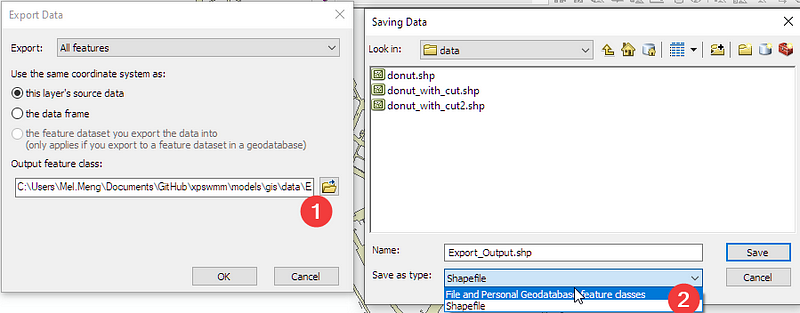 Export Data
Export: All features
Use the same coordinate system as:
this layer's source data
the data frame
the feature dataset you export the data into
(only applies if you export to a feature dataset in a geodatabase)
Output feature class:
C:\Users\Mel.Meng\Documents\GitHub\xpswmm\models\gis\data\E
1
OK Cancel
Saving Data
Look in: data
donut.shp
donut_with_cut.shp
donut_with_cut2.shp
Name: Export_Output.shp Save
Save as type: Shapefile Cancel
File and Personal Geodatabase feature classes
Shapefile
2